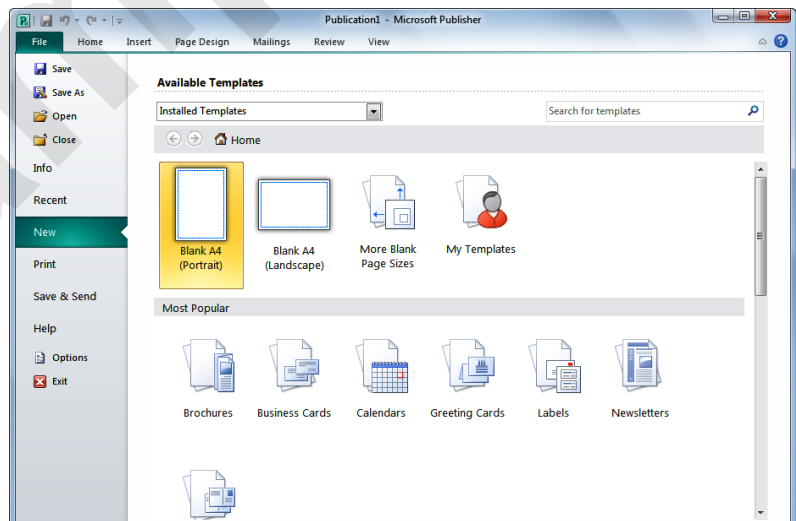 Publication1 - Microsoft Publisher
File Home Insert Page Design Mailings Review View
Save
Save As
Open
Close
Info
Recent
New
Print
Save & Send
Help
Options
Exit
Available Templates
Installed Templates
Search for templates
Home
Blank A4
(Portrait)
Blank A4
(Landscape)
More Blank
Page Sizes
My Templates
Most Popular
Brochures
Business Cards
Calendars
Greeting Cards
Labels
Newsletters